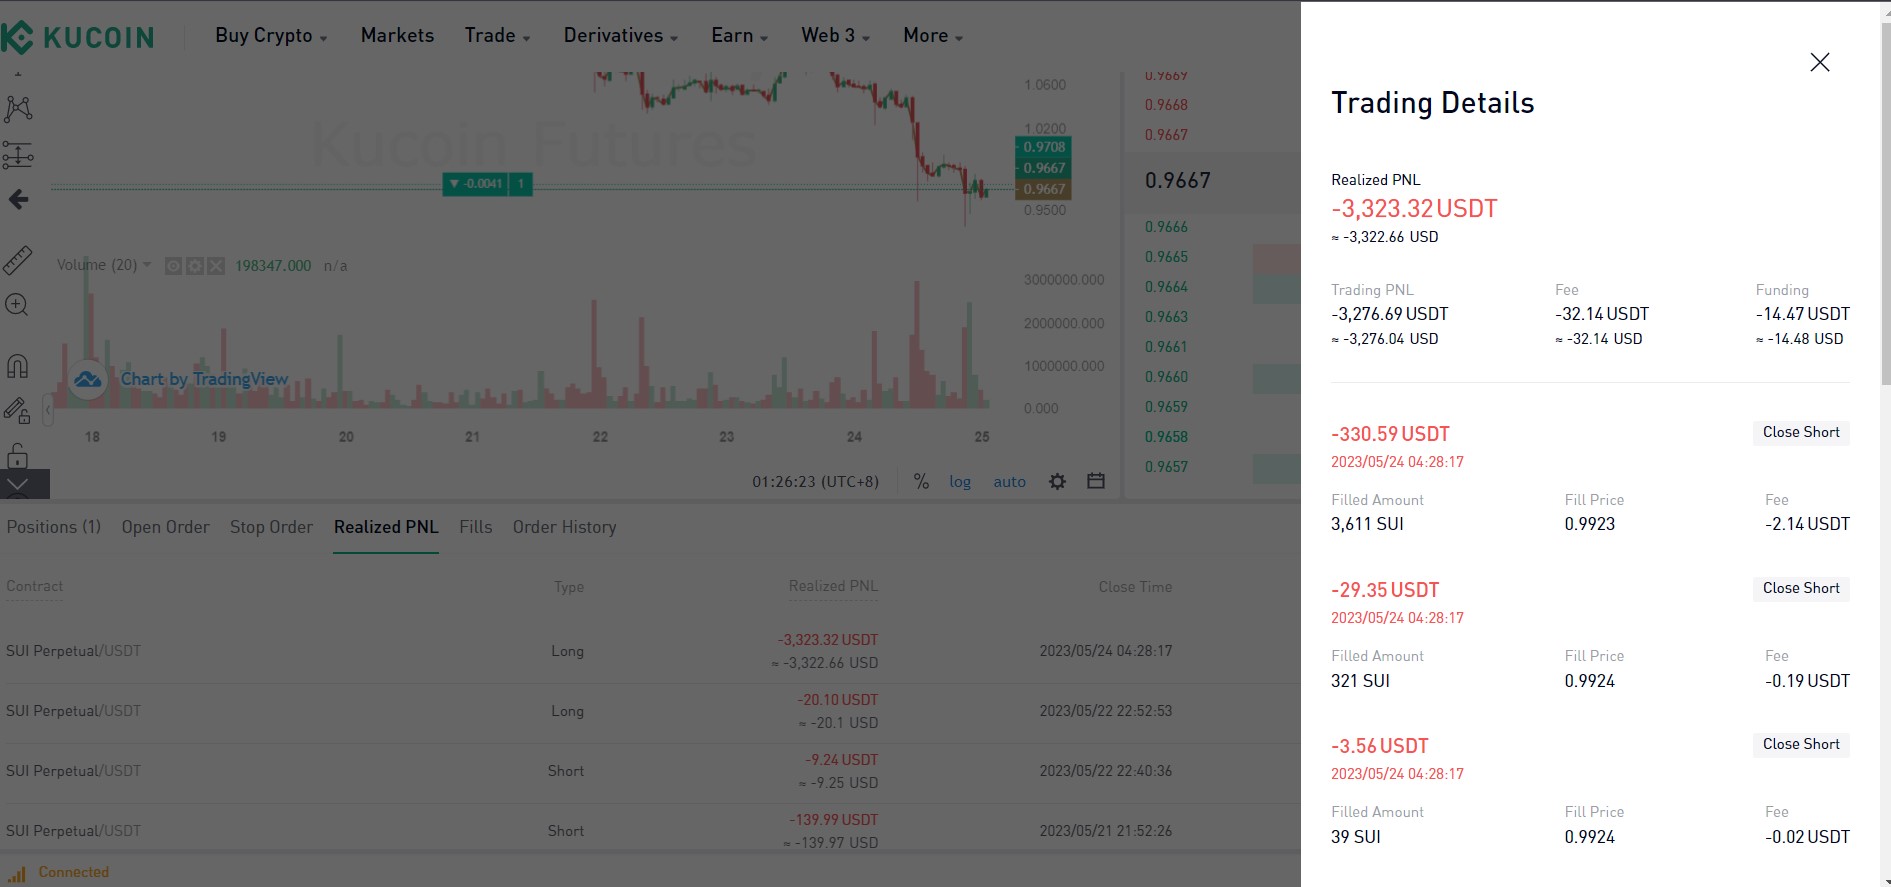 KUCOIN
Buy Crypto
Markets
Trade
Derivatives
Earn
Web 3
More
Kucoin Futures
1.0600
1.0200
0.9708
0.9667
0.9667
0.9500
-0.0041 1
Volume (20) 198347.000 n/a
3000000.000
2000000.000
1000000.000
0.000
Chart by TradingView
18 19 20 21 22 23 24 25
01:26:23 (UTC+8) % log auto
0.9669
0.9668
0.9667
0.9667
0.9666
0.9665
0.9664
0.9663
0.9661
0.9660
0.9659
0.9658
0.9657
Positions (1) Open Order Stop Order Realized PNL Fills Order History
Contract Type Realized PNL Close Time
SUI Perpetual/USDT Long -3,323.32 USDT 2023/05/24 04:28:17
≈ -3,322.66 USD
SUI Perpetual/USDT Long -20.10 USDT 2023/05/22 22:52:53
≈ -20.1 USD
SUI Perpetual/USDT Short -9.24 USDT 2023/05/22 22:40:36
≈ -9.25 USD
SUI Perpetual/USDT Short -139.99 USDT 2023/05/21 21:52:26
≈ -139.97 USD
Connected
Trading Details
Realized PNL
-3,323.32 USDT
≈ -3,322.66 USD
Trading PNL Fee Funding
-3,276.69 USDT -32.14 USDT -14.47 USDT
≈ -3,276.04 USD ≈ -32.14 USD ≈ -14.48 USD
-330.59 USDT Close Short
2023/05/24 04:28:17
Filled Amount Fill Price Fee
3,611 SUI 0.9923 -2.14 USDT
-29.35 USDT Close Short
2023/05/24 04:28:17
Filled Amount Fill Price Fee
321 SUI 0.9924 -0.19 USDT
-3.56 USDT Close Short
2023/05/24 04:28:17
Filled Amount Fill Price Fee
39 SUI 0.9924 -0.02 USDT